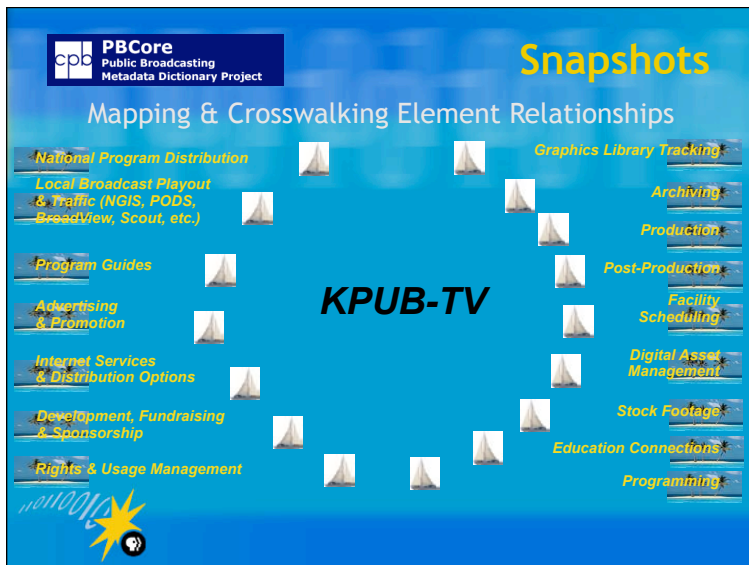 cpb
PBCore
Public Broadcasting
Metadata Dictionary Project
Snapshots
Mapping & Crosswalking Element Relationships
National Program Distribution
Local Broadcast Playout
& Traffic (NGIS, PODS,
BroadView, Scout, etc.)
Program Guides
Advertising
& Promotion
Internet Services
& Distribution Options
Development, Fundraising
& Sponsorship
Rights & Usage Management
KPUB-TV
Graphics Library Tracking
Archiving
Production
Post-Production
Facility
Scheduling
Digital Asset
Management
Stock Footage
Education Connections
Programming